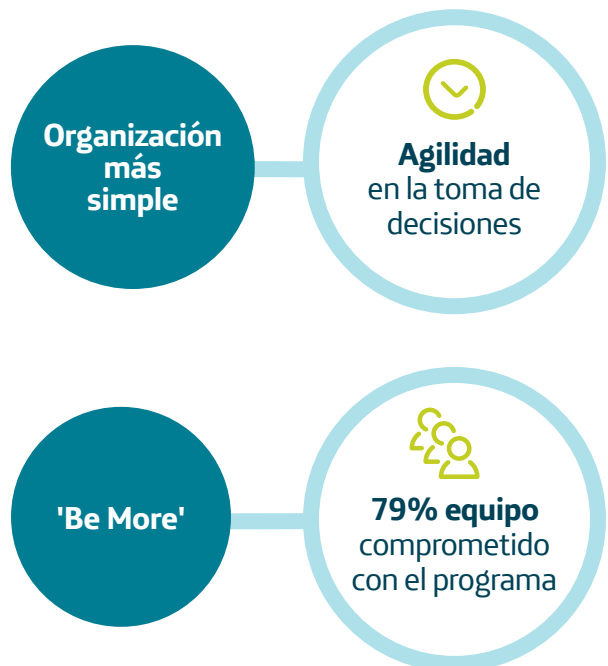 Organización
más
simple
Agilidad
en la toma de
decisiones
'Be More'
79% equipo
comprometido
con el programa